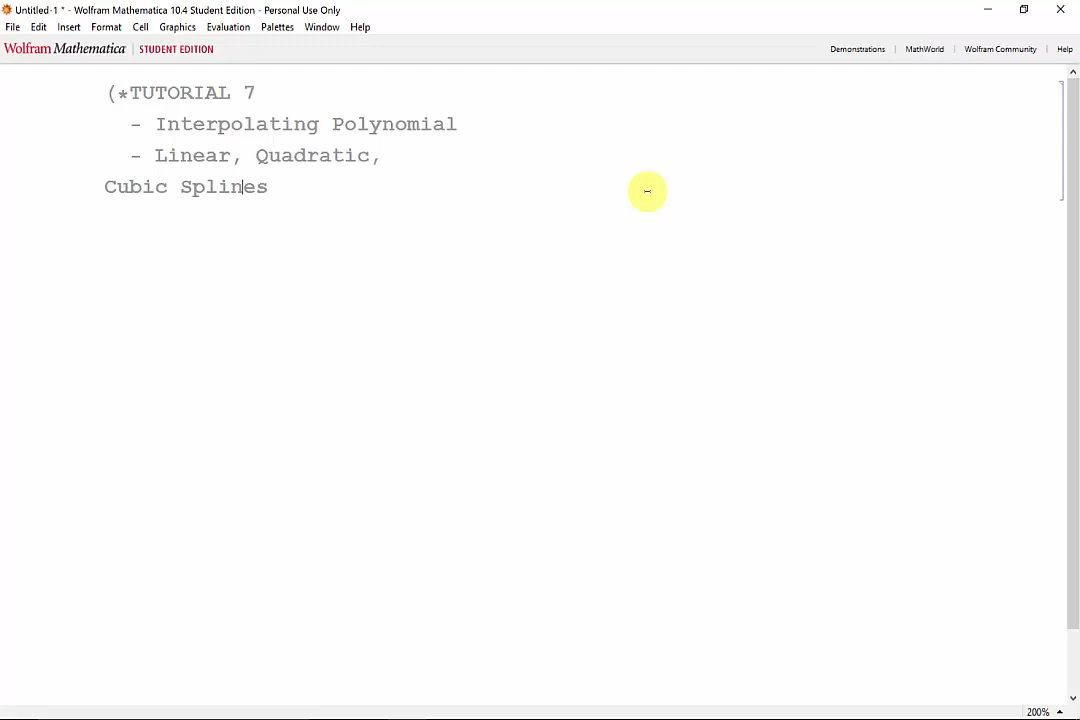 Untitled-1 * - Wolfram Mathematica 10.4 Student Edition - Personal Use Only
File Edit Insert Format Cell Graphics Evaluation Palettes Window Help
Wolfram Mathematica | STUDENT EDITION Demonstrations | MathWorld | Wolfram Community | Help
(*TUTORIAL 7
- Interpolating Polynomial
- Linear, Quadratic,
Cubic Splines
200%